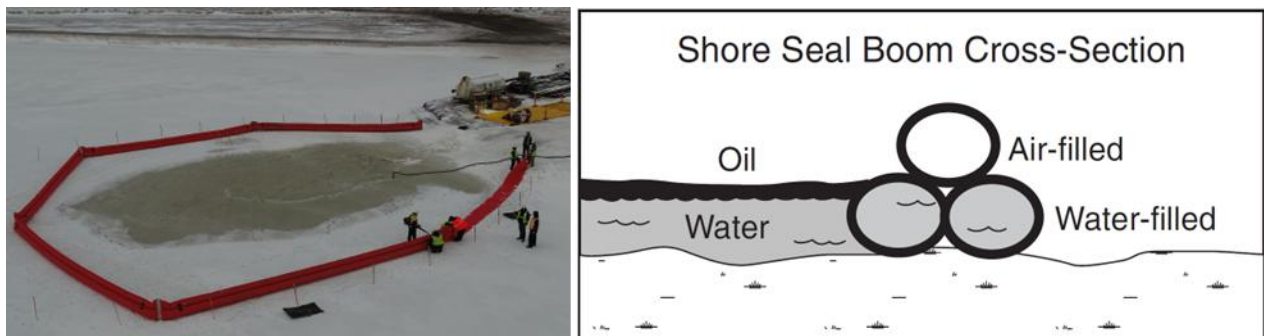 Shore Seal Boom Cross-Section
Air-filled
Oil
Water-filled
Water